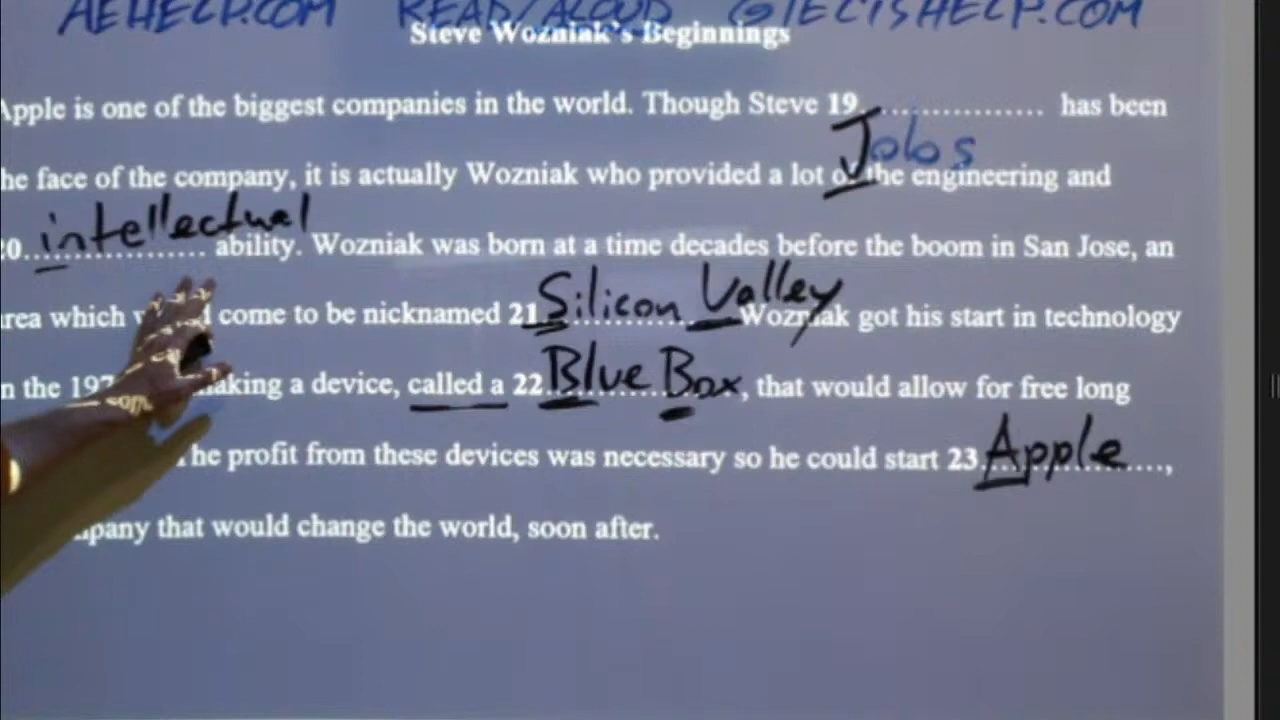 AEHELP.COM READ/ALOUD @IELTSHELP.COM
Steve Wozniak's Beginnings
Apple is one of the biggest companies in the world. Though Steve 19.................. has been
Jobs
he face of the company, it is actually Wozniak who provided a lot of the engineering and
intellectual
20.................. ability. Wozniak was born at a time decades before the boom in San Jose, an
area which come to be nicknamed 21 Silicon Valley Wozniak got his start in technology
n the 197 making a device, called a 22 Blue Box, that would allow for free long
The profit from these devices was necessary so he could start 23 Apple,
mpany that would change the world, soon after.